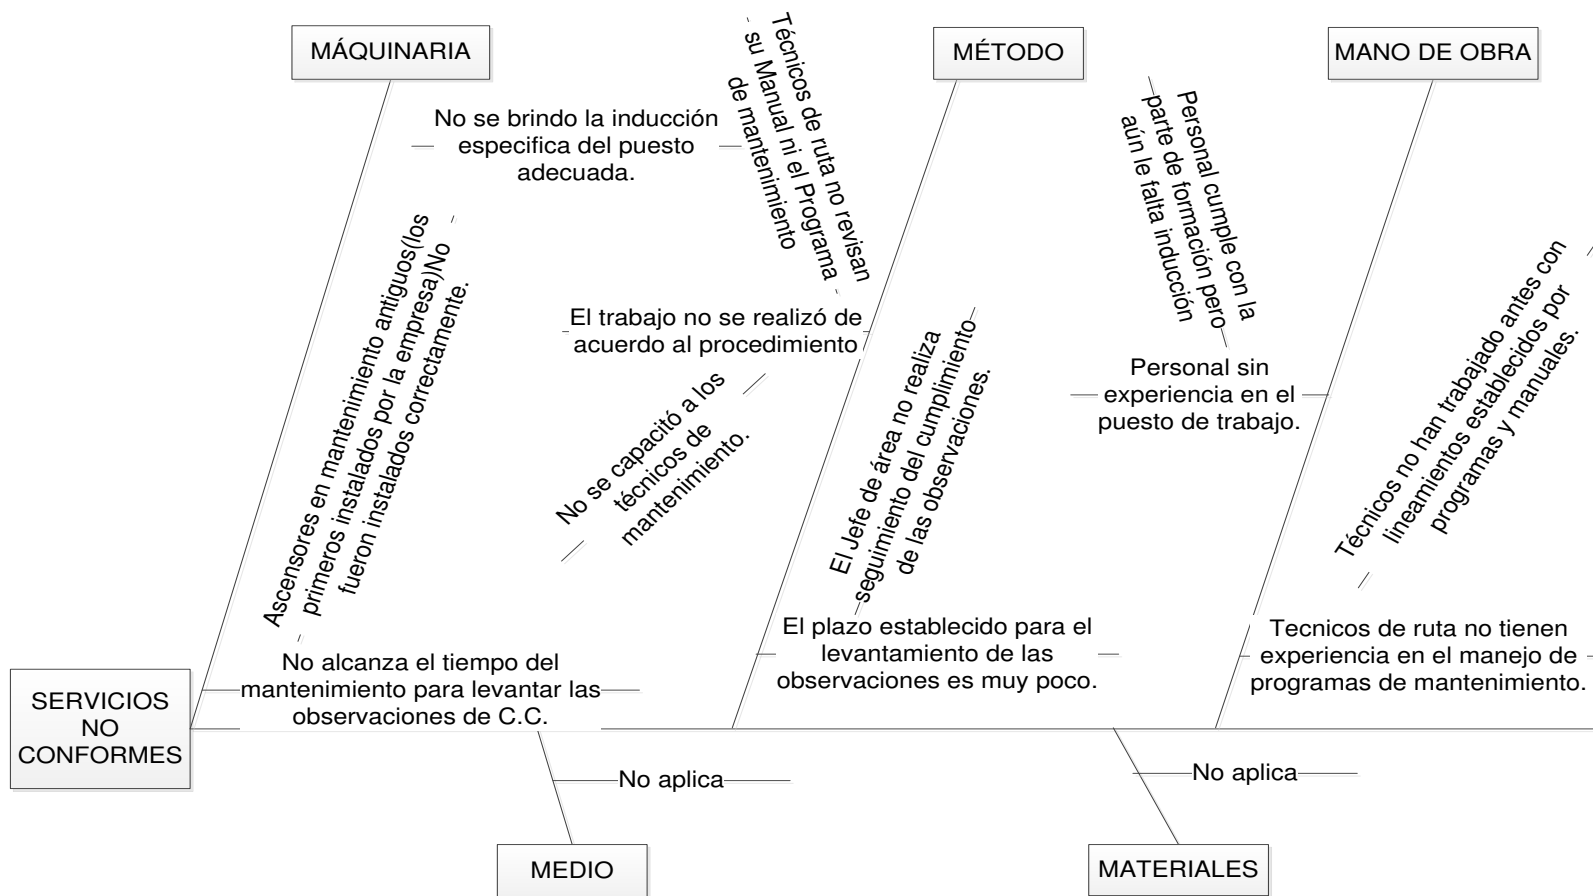 MÁQUINARIA
MÉTODO
MANO DE OBRA
No se brindo la inducción
especifica del puesto
adecuada.
Técnicos de ruta no revisan
su Manual ni el Programa
de mantenimiento
Personal cumple con la
parte de formación pero
aún le falta inducción
Ascensores en mantenimiento antiguos(los
primeros instalados por la empresa)No
fueron instalados correctamente.
El trabajo no se realizó de
acuerdo al procedimiento
No se capacitó a los
técnicos de
mantenimiento.
El Jefe de área no realiza
seguimiento del cumplimiento
de las observaciones.
Personal sin
experiencia en el
puesto de trabajo.
Técnicos no han trabajado antes con
lineamientos establecidos por
programas y manuales.
No alcanza el tiempo del
mantenimiento para levantar las
observaciones de C.C.
El plazo establecido para el
levantamiento de las
observaciones es muy poco.
Tecnicos de ruta no tienen
experiencia en el manejo de
programas de mantenimiento.
SERVICIOS
NO
CONFORMES
No aplica
No aplica
MEDIO
MATERIALES